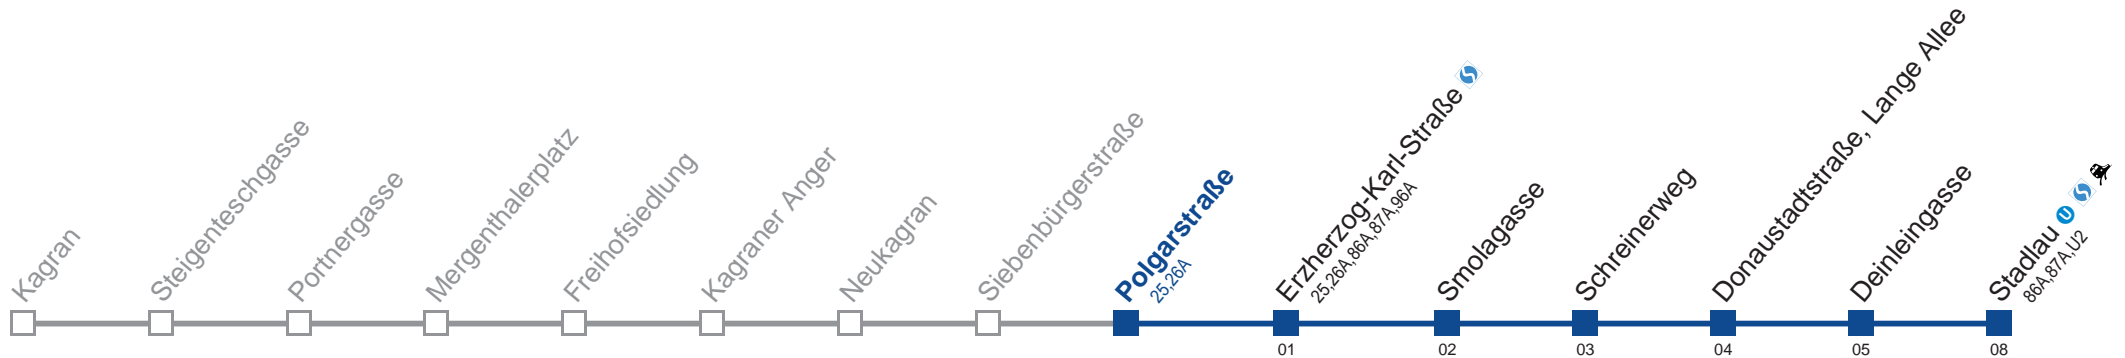 Kagran
Steigenteschgasse
Portnergasse
Mergenthalerplatz
Freihofsiedlung
Kagraner Anger
Neukagran
Siebenbürgerstraße
Polgarstraße
25,26A
Erzherzog-Karl-Straße S
25,26A,86A,87A,96A
01
Smolagasse
02
Schreinerweg
03
Donaustadtstraße, Lange Allee
04
Deinleingasse
05
Stadlau U S
86A,87A,U2
08